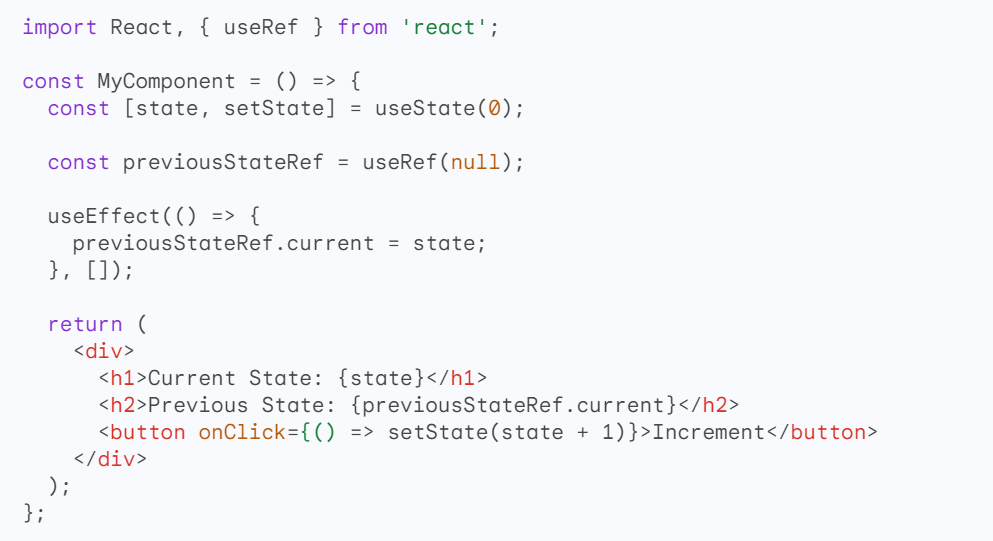 import React, { useRef } from 'react';
const MyComponent = () => {
const [state, setState] = useState(0);
const previousStateRef = useRef(null);
useEffect(() => {
previousStateRef.current = state;
}, []);
return (
<div>
<h1>Current State: {state}</h1>
<h2>Previous State: {previousStateRef.current}</h2>
<button onClick={() => setState(state + 1)}>Increment</button>
</div>
);
};